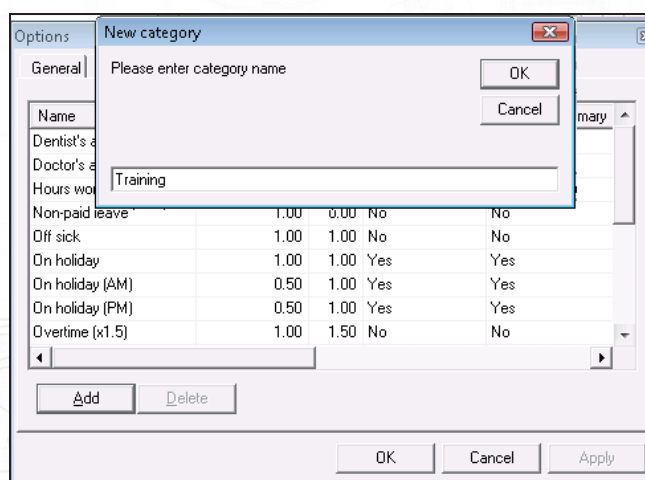 Options
New category
General
Please enter category name
OK
Cancel
Name
mary
Dentist's a
Doctor's a
Hours wor
Training
Non-paid leave 1.00 0.00 No No
Off sick 1.00 1.00 No No
On holiday 1.00 1.00 Yes Yes
On holiday (AM) 0.50 1.00 Yes Yes
On holiday (PM) 0.50 1.00 Yes Yes
Overtime (x1.5) 1.00 1.50 No No
Add Delete
OK Cancel Apply